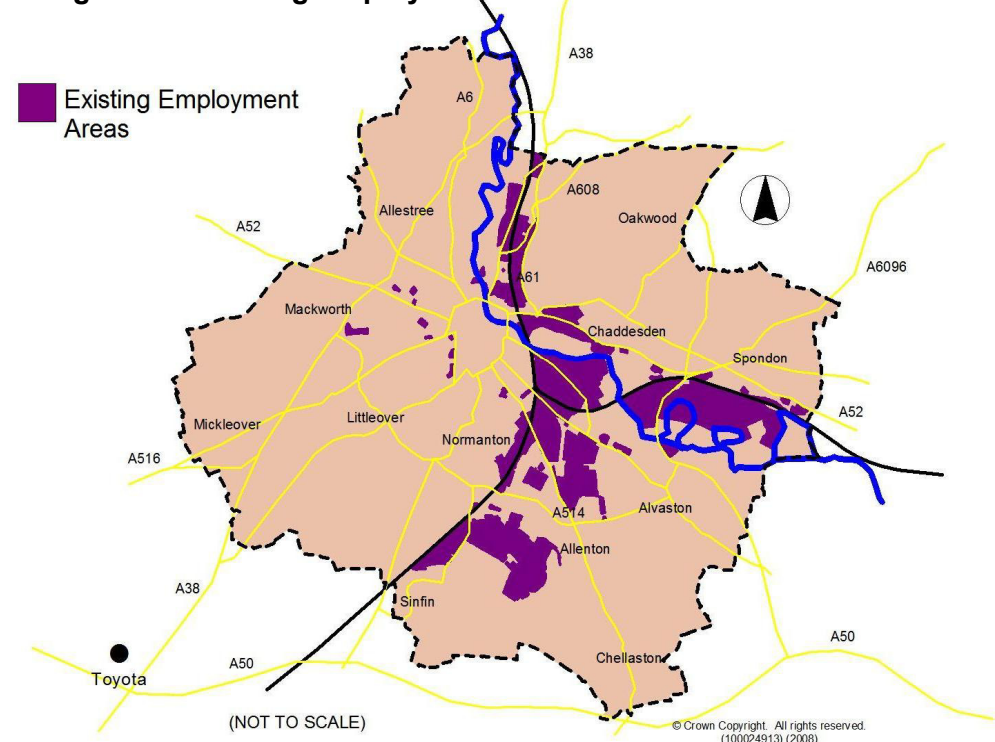 A38
A6
Existing Employment
Areas
A608
Allestree
Oakwood
A52
A6096
A61
Mackworth
Chaddesden
Spondon
Mickleover
Littleover
A52
Normanton
A516
A514
Alvaston
Allenton
A38
Sinfin
A50
Toyota
A50
Chellaston
(NOT TO SCALE)
© Crown Copyright. All rights reserved.
(100024913) (2008)